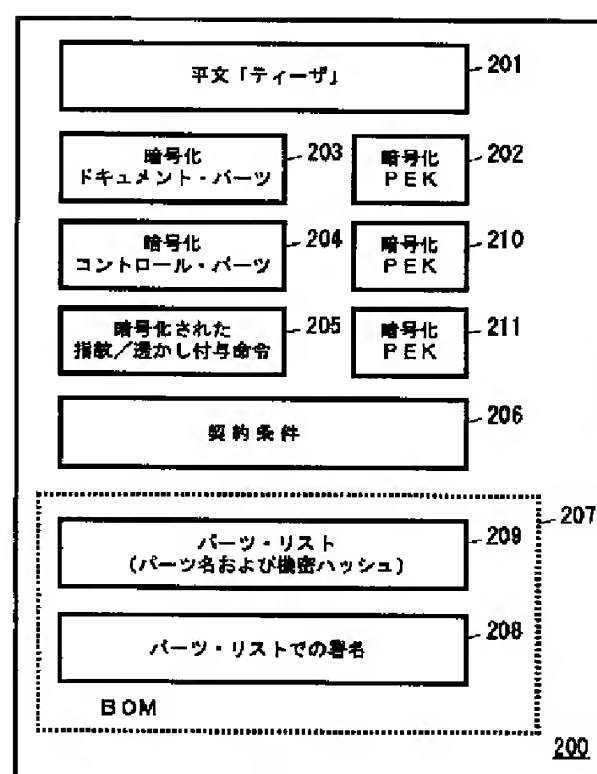 平文「ティーザ」
201
暗号化
ドキュメント・パーツ
203
暗号化
PEK
202
暗号化
コントロール・パーツ
204
暗号化
PEK
210
暗号化された
指紋／透かし付与命令
205
暗号化
PEK
211
契約条件
206
207
パーツ・リスト
(パーツ名および機密ハッシュ)
209
パーツ・リストでの署名
208
BOM
200